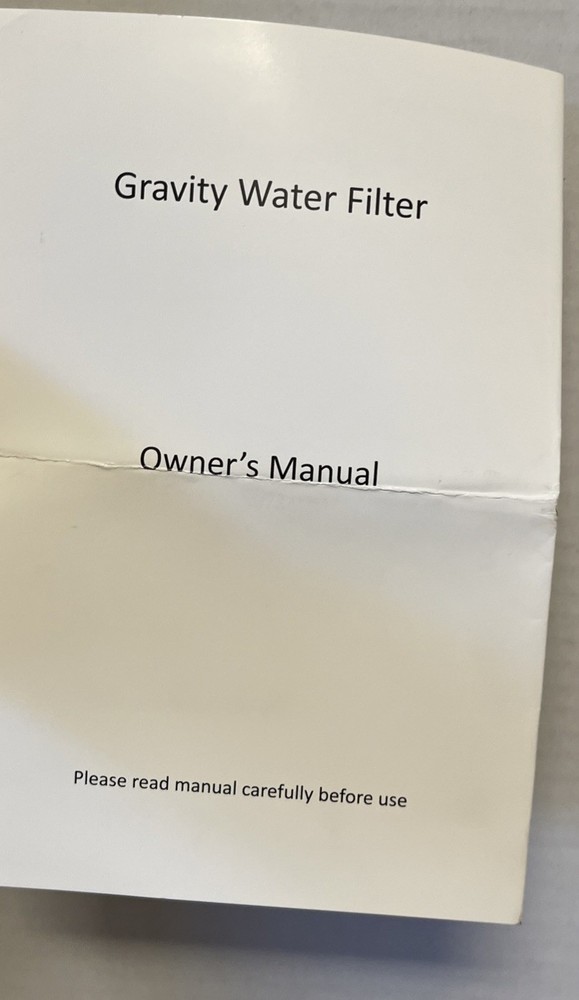 Gravity Water Filter
Owner’s Manual
Please read manual carefully before use